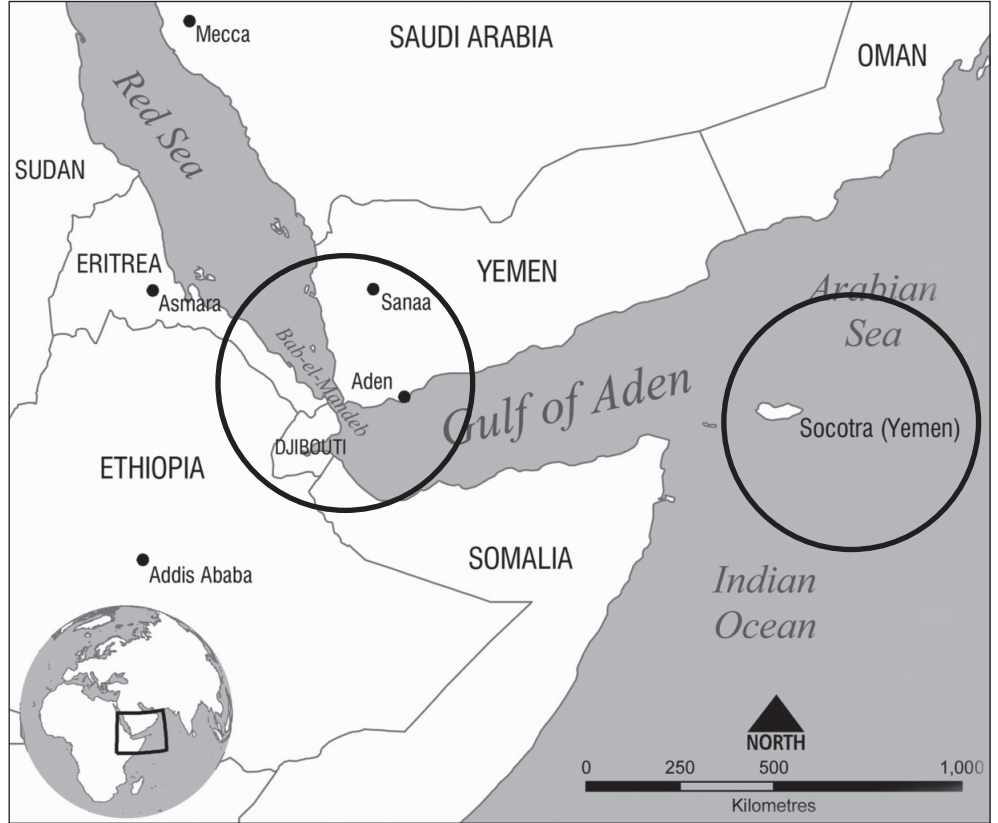 Mecca
SAUDI ARABIA
OMAN
Red Sea
SUDAN
ERITREA
Asmara
Sanaa
YEMEN
Arabian
Sea
Bab-el-Mandeb
Aden
Gulf of Aden
Socotra (Yemen)
DJIBOUTI
ETHIOPIA
SOMALIA
Addis Ababa
Indian
Ocean
NORTH
0 250 500 1,000
Kilometres